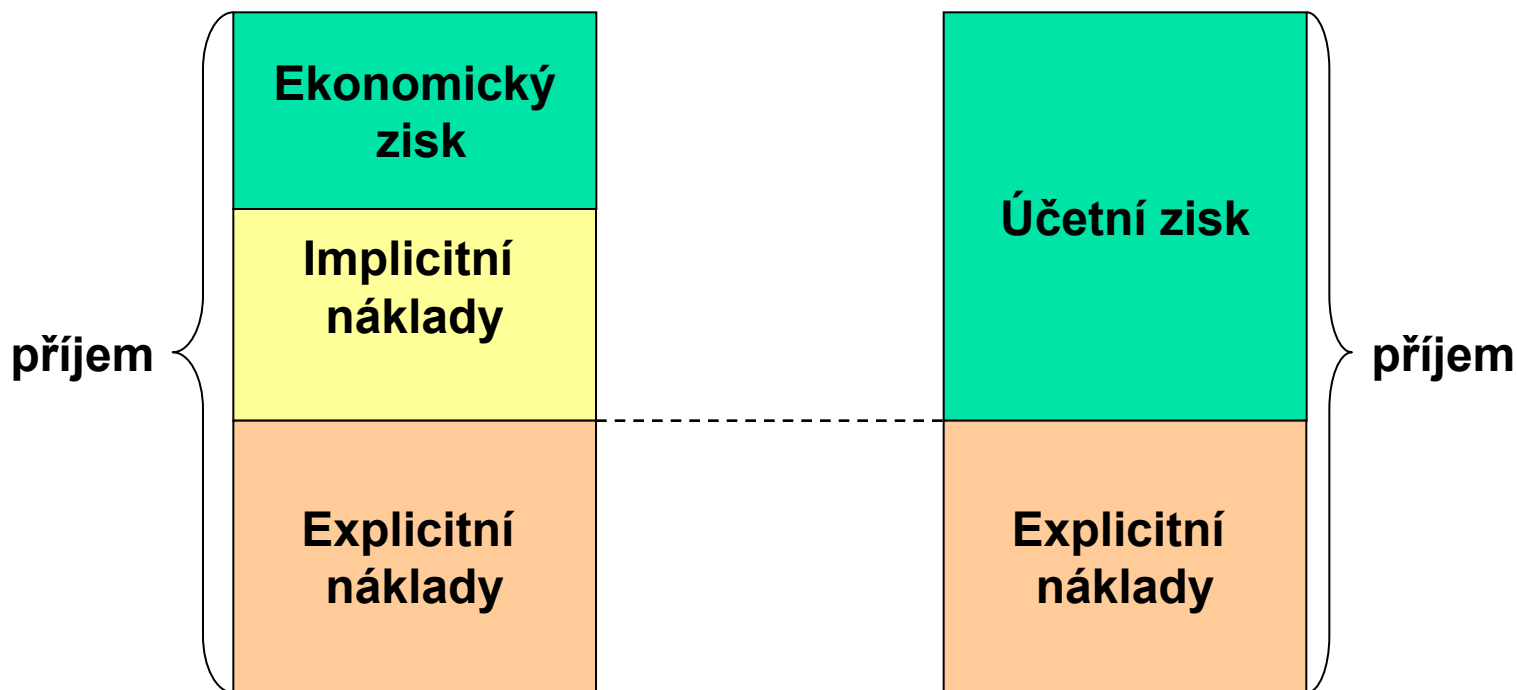 Ekonomický
zisk
Implicitní
náklady
příjem
Explicitní
náklady
Účetní zisk
příjem
Explicitní
náklady